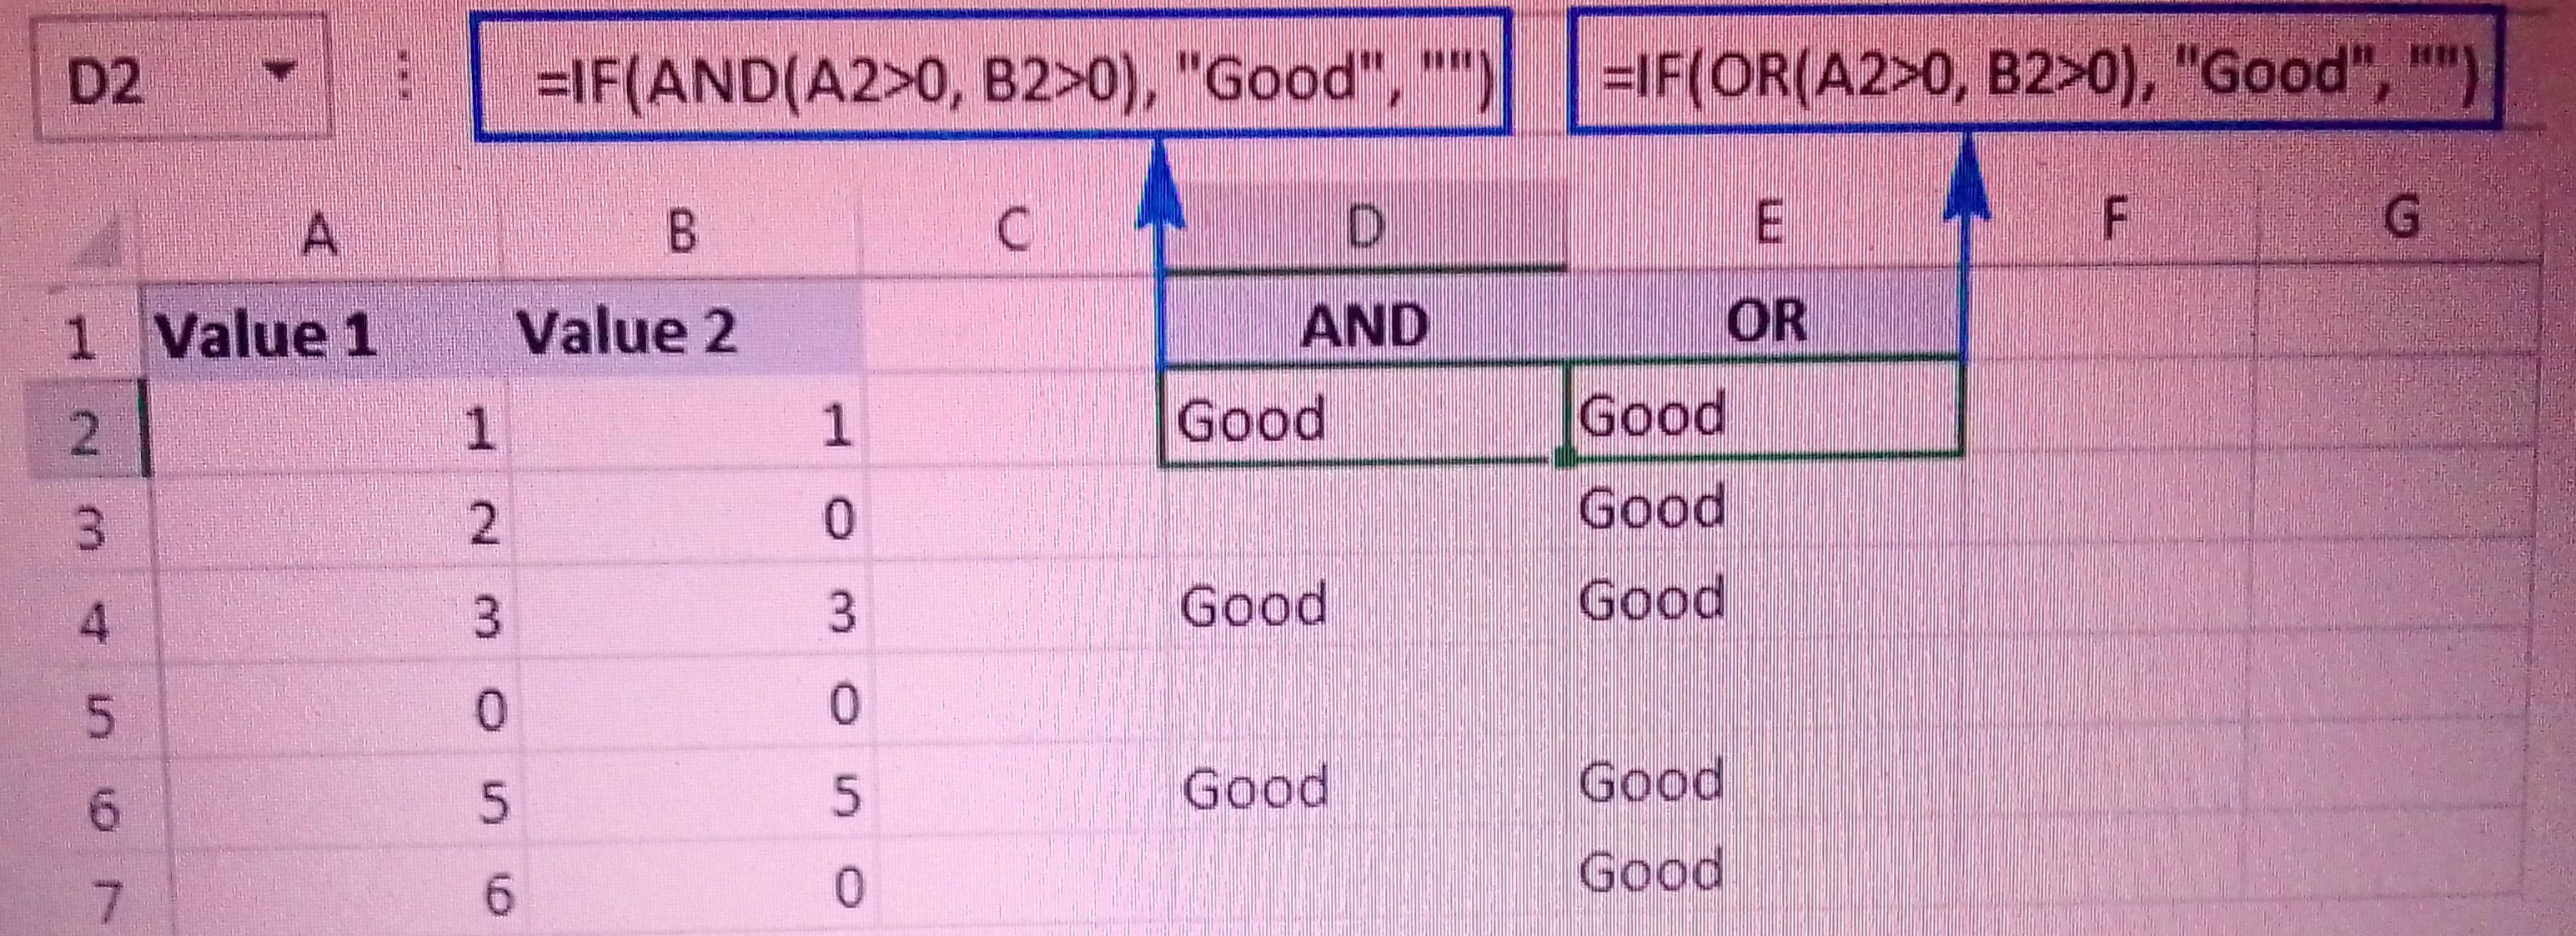 D2 =IF(AND(A2>0, B2>0), "Good", "") =IF(OR(A2>0, B2>0), "Good", "")
A B C D E F G
1 Value 1 Value 2 AND OR
2 1 1 Good Good
3 2 0 Good
4 3 3 Good Good
5 0 0
6 5 5 Good Good
7 6 0 Good